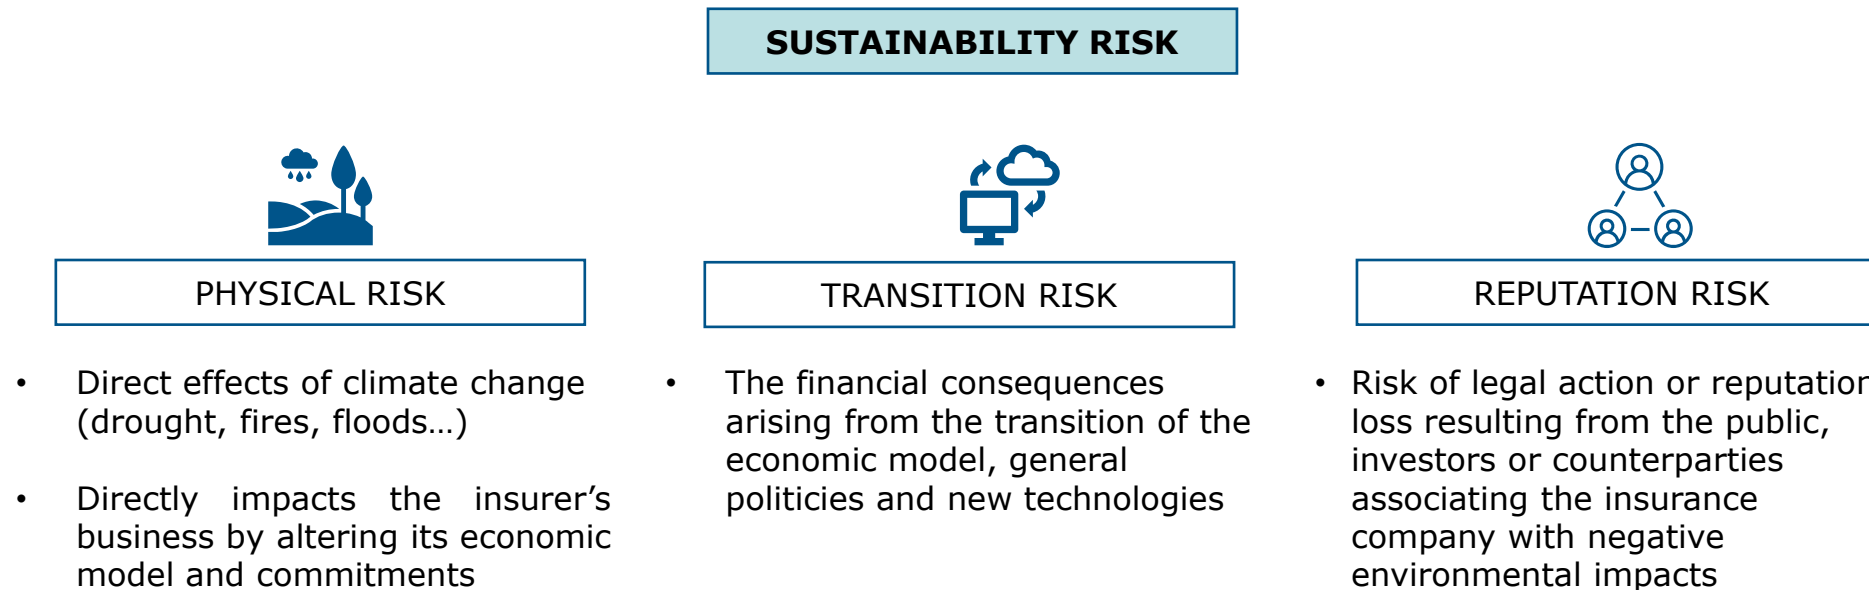 SUSTAINABILITY RISK
PHYSICAL RISK
• Direct effects of climate change
(drought, fires, floods…)
• Directly impacts the insurer’s
business by altering its economic
model and commitments
TRANSITION RISK
• The financial consequences
arising from the transition of the
economic model, general
politicies and new technologies
REPUTATION RISK
• Risk of legal action or reputation
loss resulting from the public,
investors or counterparties
associating the insurance
company with negative
environmental impacts